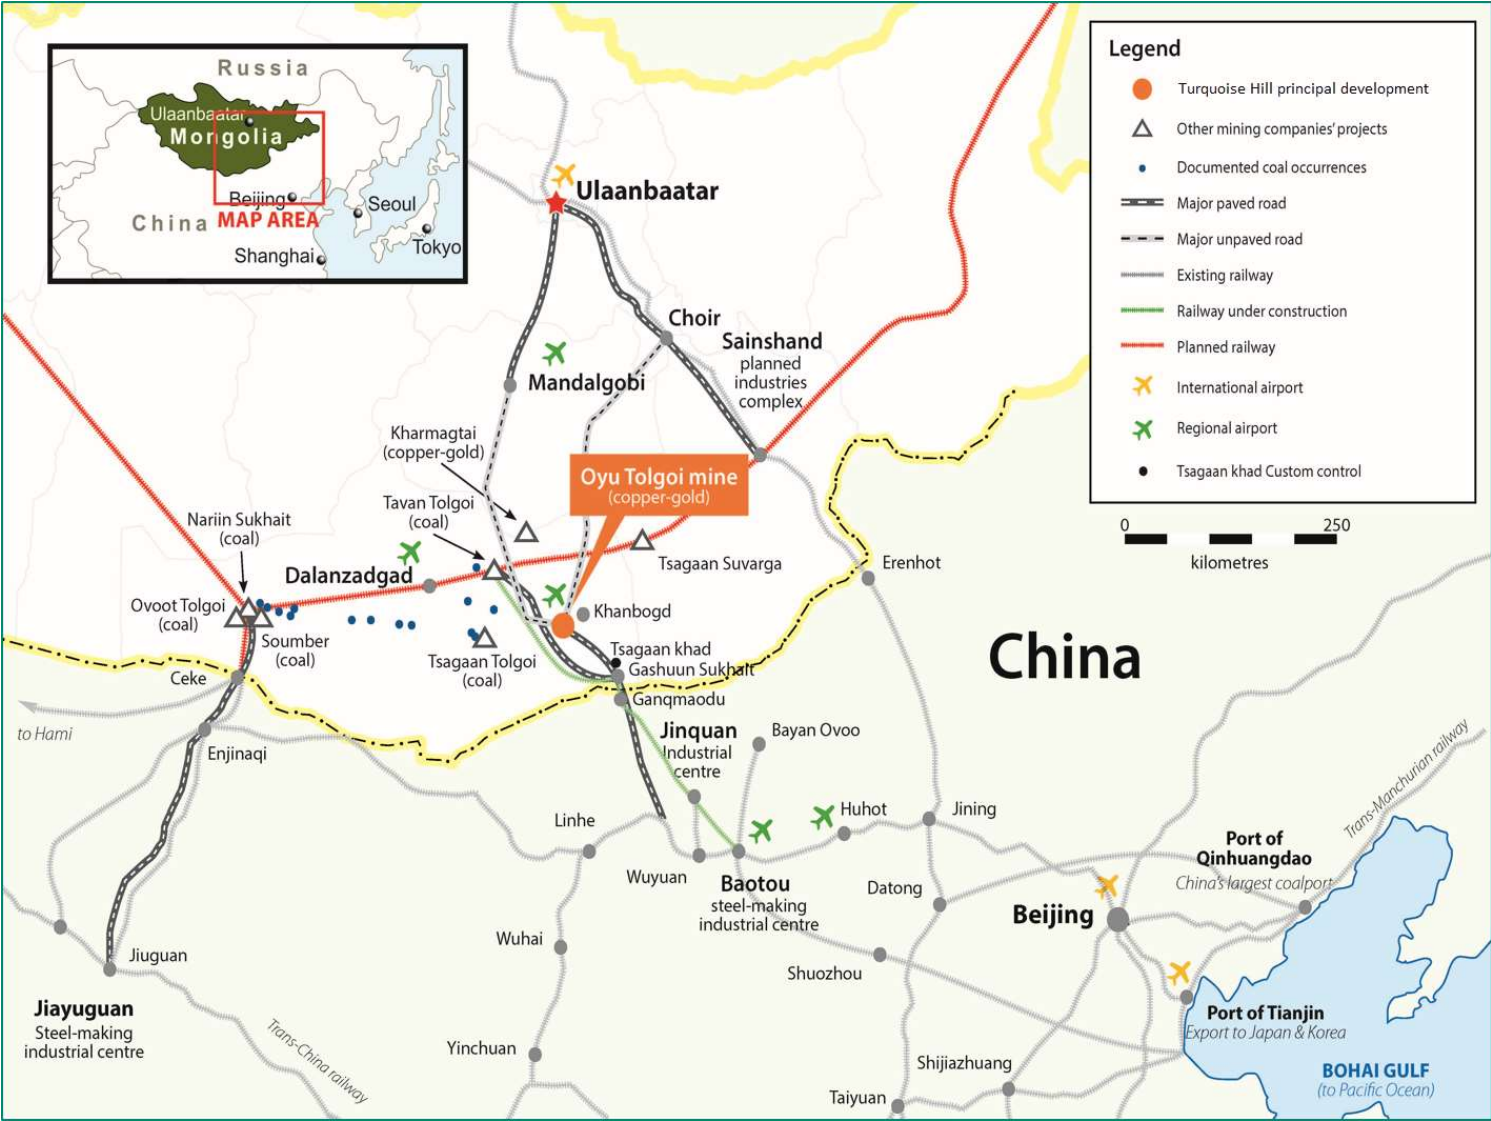 Russia
Ulaanbaatar
Mongolia
Beijing
China
MAP AREA
Seoul
Shanghai
Tokyo
Legend
Turquoise Hill principal development
Other mining companies' projects
Documented coal occurrences
Major paved road
Major unpaved road
Existing railway
Railway under construction
Planned railway
International airport
Regional airport
Tsagaan khad Custom control
0
250
kilometres
Ulaanbaatar
Choir
Sainshand
planned
industries
complex
Mandalgobi
Kharmagtai
(copper-gold)
Oyu Tolgoi mine
(copper-gold)
Tavan Tolgoi
(coal)
Nariin Sukhait
(coal)
Tsagaan Suvarga
Erenhot
Dalanzadgad
Ovoot Tolgoi
(coal)
Khanbogd
Soumber
(coal)
Tsagaan Tolgoi
(coal)
Tsagaan khad
Gashuun Sukhait
Ceke
Ganqmaodu
China
to Hami
Enjinaqi
Jinquan
Industrial
centre
Bayan Ovoo
Linhe
Huhot
Jining
Trans-Manchurian railway
Port of
Qinhuangdao
China's largest coalport
Wuyuan
Baotou
steel-making
industrial centre
Datong
Beijing
Wuhai
Jiuguan
Shuozhou
Jiayuguan
Steel-making
industrial centre
Port of Tianjin
Export to Japan & Korea
Trans-China railway
Yinchuan
Shijiazhuang
BOHAI GULF
(to Pacific Ocean)
Taiyuan